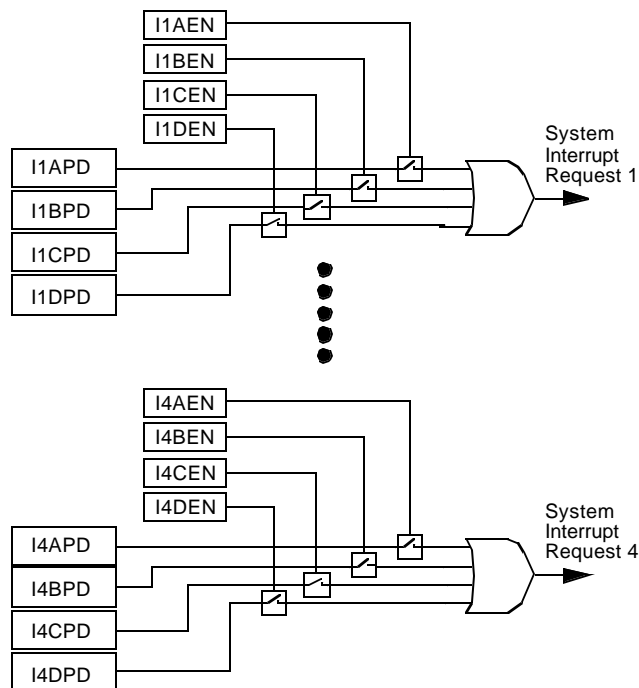 I1AEN
I1BEN
I1CEN
I1DEN
I1APD
I1BPD
I1CPD
I1DPD
System
Interrupt
Request 1
I4AEN
I4BEN
I4CEN
I4DEN
I4APD
I4BPD
I4CPD
I4DPD
System
Interrupt
Request 4